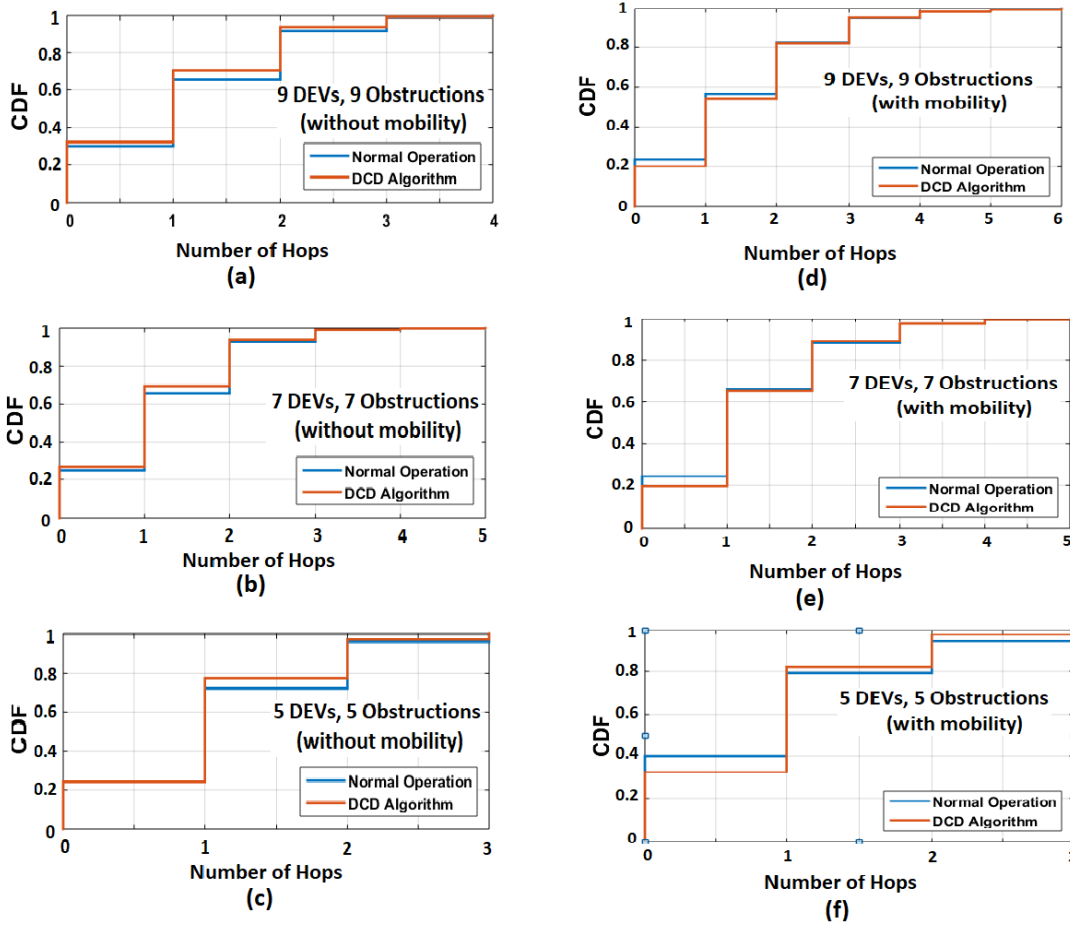 1
0.8
0.6
0.4
0.2
0
CDF
9 DEVs, 9 Obstructions
(without mobility)
Normal Operation
DCD Algorithm
0 1 2 3 4
Number of Hops
(a)
1
0.8
0.6
0.4
0.2
0
CDF
9 DEVs, 9 Obstructions
(with mobility)
Normal Operation
DCD Algorithm
0 1 2 3 4 5 6
Number of Hops
(d)
1
0.8
0.6
0.4
0.2
0
CDF
7 DEVs, 7 Obstructions
(without mobility)
Normal Operation
DCD Algorithm
0 1 2 3 4 5
Number of Hops
(b)
1
0.8
0.6
0.4
0.2
0
CDF
7 DEVs, 7 Obstructions
(with mobility)
Normal Operation
DCD Algorithm
0 1 2 3 4 5
Number of Hops
(e)
1
0.8
0.6
0.4
0.2
0
CDF
5 DEVs, 5 Obstructions
(without mobility)
Normal Operation
DCD Algorithm
0 1 2 3
Number of Hops
(c)
1
0.8
0.6
0.4
0.2
0
CDF
5 DEVs, 5 Obstructions
(with mobility)
Normal Operation
DCD Algorithm
0 1 2
Number of Hops
(f)